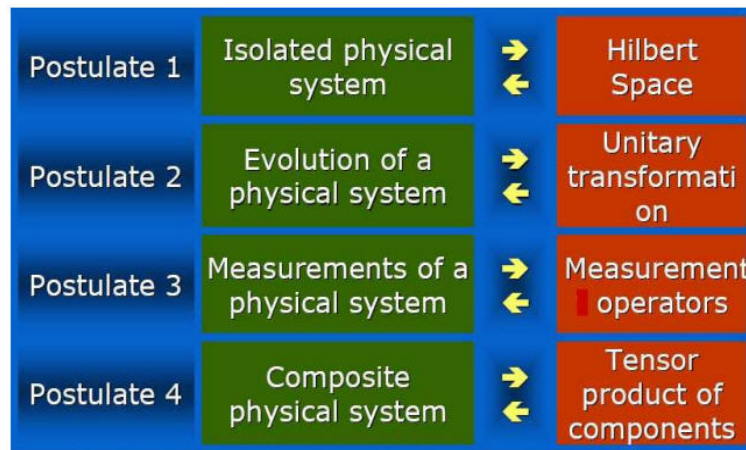 Postulate 1
Isolated physical
system
Hilbert
Space
Postulate 2
Evolution of a
physical system
Unitary
transformati
on
Postulate 3
Measurements of a
physical system
Measurement
operators
Postulate 4
Composite
physical system
Tensor
product of
components